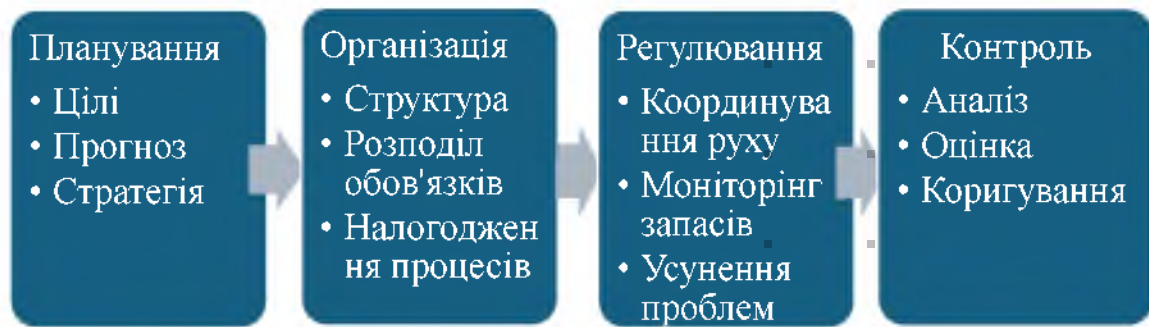 Планування
• Цілі
• Прогноз
• Стратегія
Організація
• Структура
• Розподіл
обов'язків
• Налогоджен
ня процесів
Регулювання
• Координува
ння руху
• Моніторінг
запасів
• Усунення
проблем
Контроль
• Аналіз
• Оцінка
• Коригування